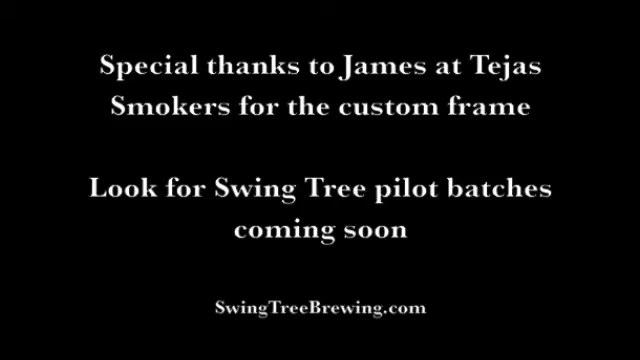 Special thanks to James at Tejas
Smokers for the custom frame
Look for Swing Tree pilot batches
coming soon
SwingTreeBrewing.com